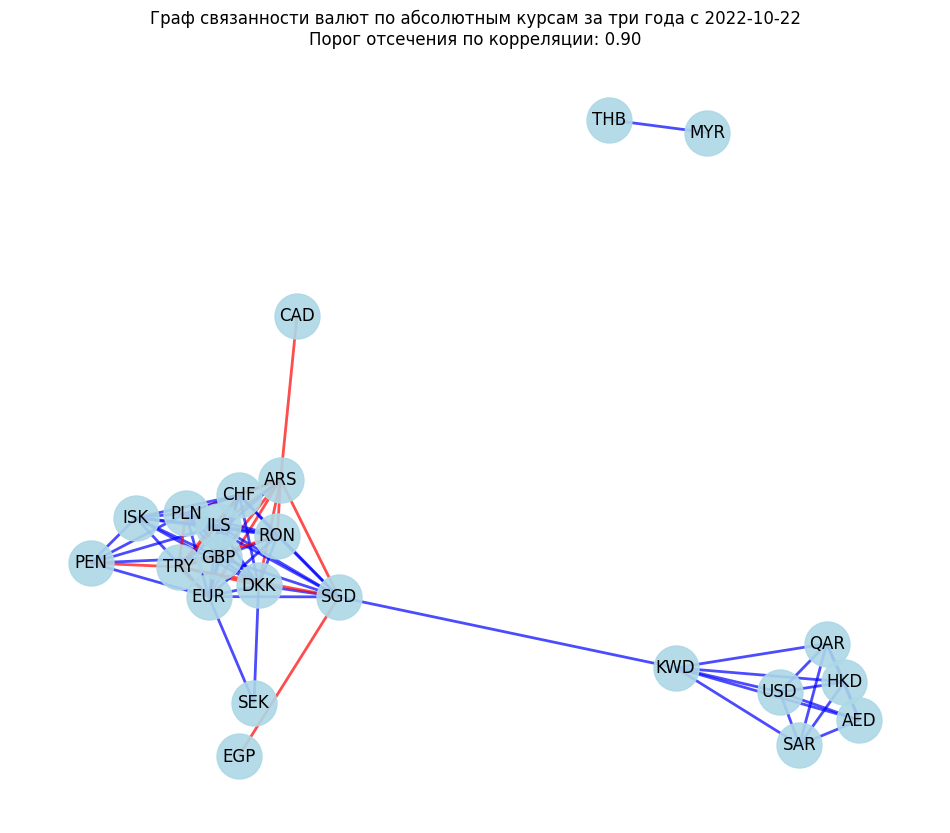 Граф связанности валют по абсолютным курсам за три года с 2022-10-22
Порог отсечения по корреляции: 0.90
THB
MYR
CAD
ARS
CHF
PLN
ISK
ILS
RON
GBP
PEN
TRY
DKK
EUR
SGD
QAR
KWD
HKD
USD
SEK
AED
SAR
EGP